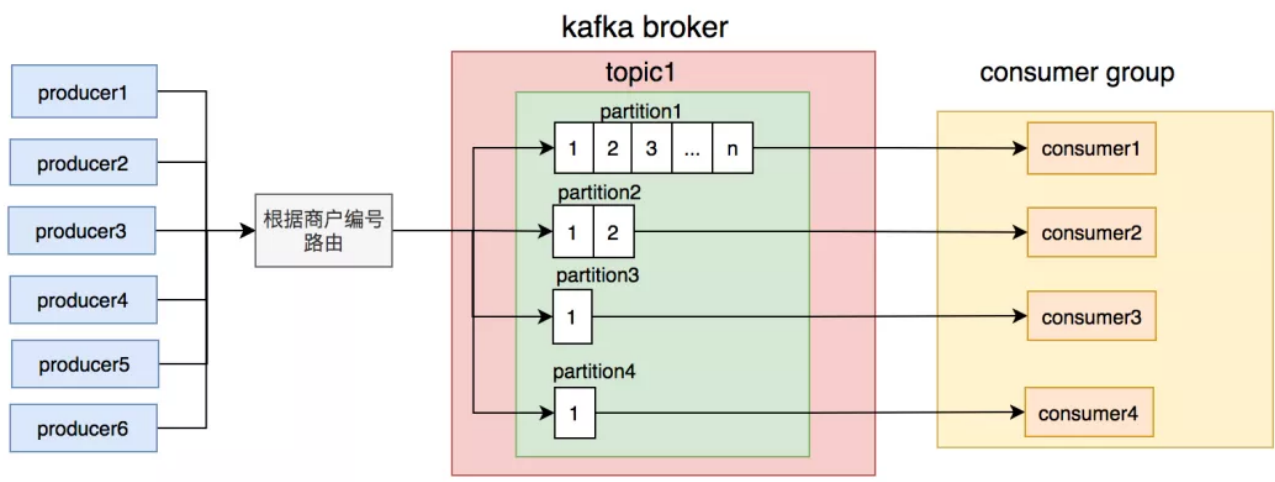 kafka broker
topic1
consumer group
producer1
producer2
producer3
producer4
producer5
producer6
根据商户编号
路由
partition1
1 2 3 ... n
partition2
1 2
partition3
1
partition4
1
consumer1
consumer2
consumer3
consumer4